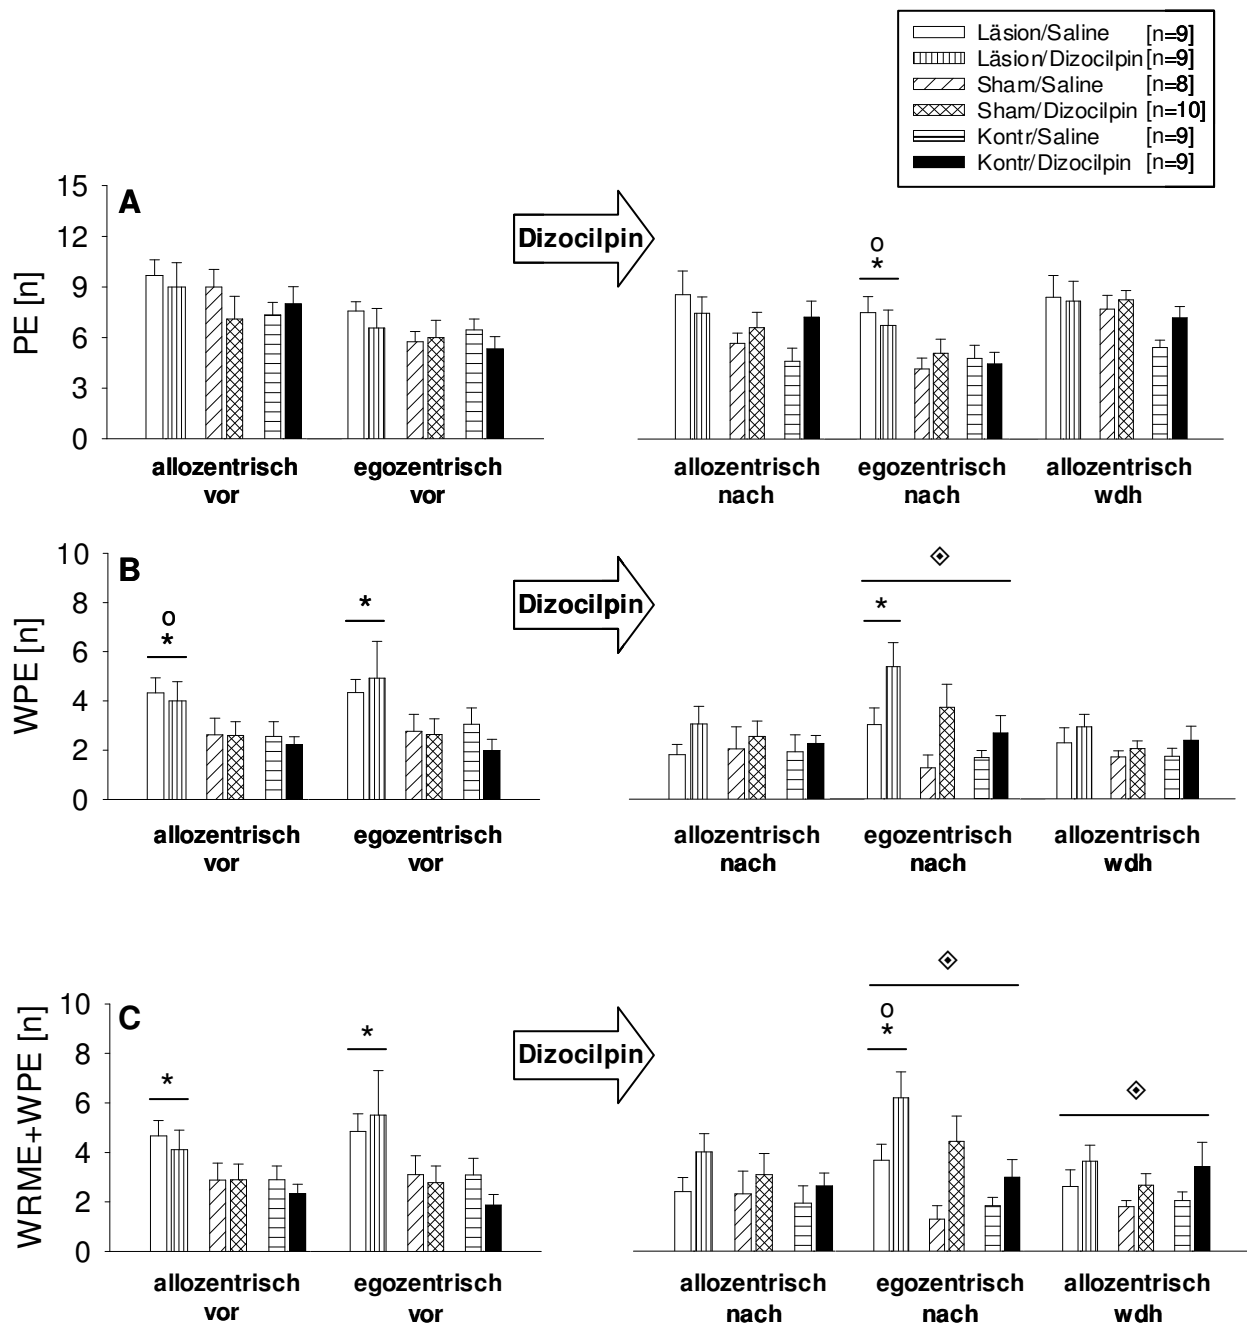 Läsion/Saline [n=9]
Läsion/Dizocilpin [n=9]
Sham/Saline [n=8]
Sham/Dizocilpin [n=10]
Kontr/Saline [n=9]
Kontr/Dizocilpin [n=9]
A
PE [n]
15
12
9
6
3
0
Dizocilpin
o
*
allozentrisch egozentrisch allozentrisch egozentrisch allozentrisch
vor vor nach nach wdh
B
WPE [n]
10
8
6
4
2
0
Dizocilpin
o
*
*
*
allozentrisch egozentrisch allozentrisch egozentrisch allozentrisch
vor vor nach nach wdh
C
WRME+WPE [n]
10
8
6
4
2
0
Dizocilpin
*
*
o
*
allozentrisch egozentrisch allozentrisch egozentrisch allozentrisch
vor vor nach nach wdh